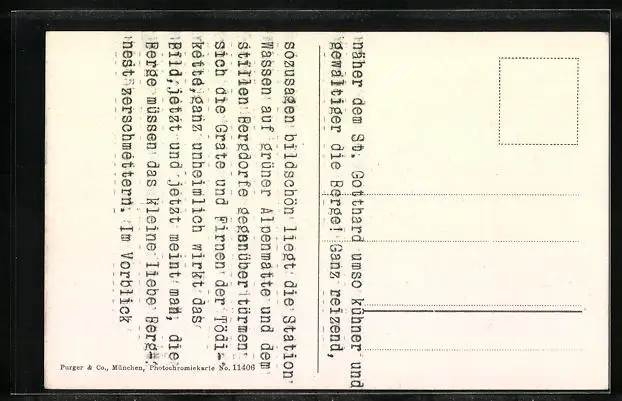 näher dem St. Gotthard umso kühner und
gewaltiger die Berge! Ganz reizend,
sozusagen bildschön liegt die Station
Wassen auf grüner Alpenmatte und dem
stillen Bergdorfe gegenüber türmen
sich die Grate und Firnen der Tödi-
kette,ganz unheimlich wirkt das
Bild,jetzt und jetzt meint man, die
Berge müssen das kleine liebe Berg-
nest zerschmettern. Im Vorblick
Purger & Co., München, Photochromiekarte No. 11406